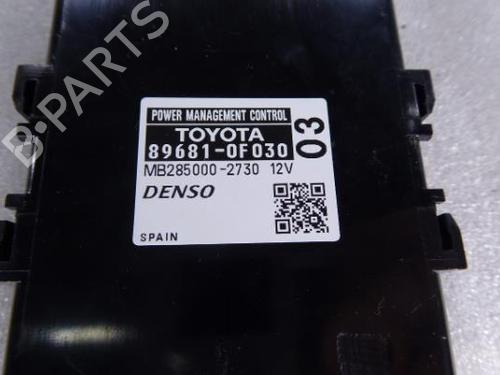 B-PARTS
POWER MANAGEMENT CONTROL
TOYOTA
89681-0F030
03
MB285000-2730 12V
DENSO
SPAIN